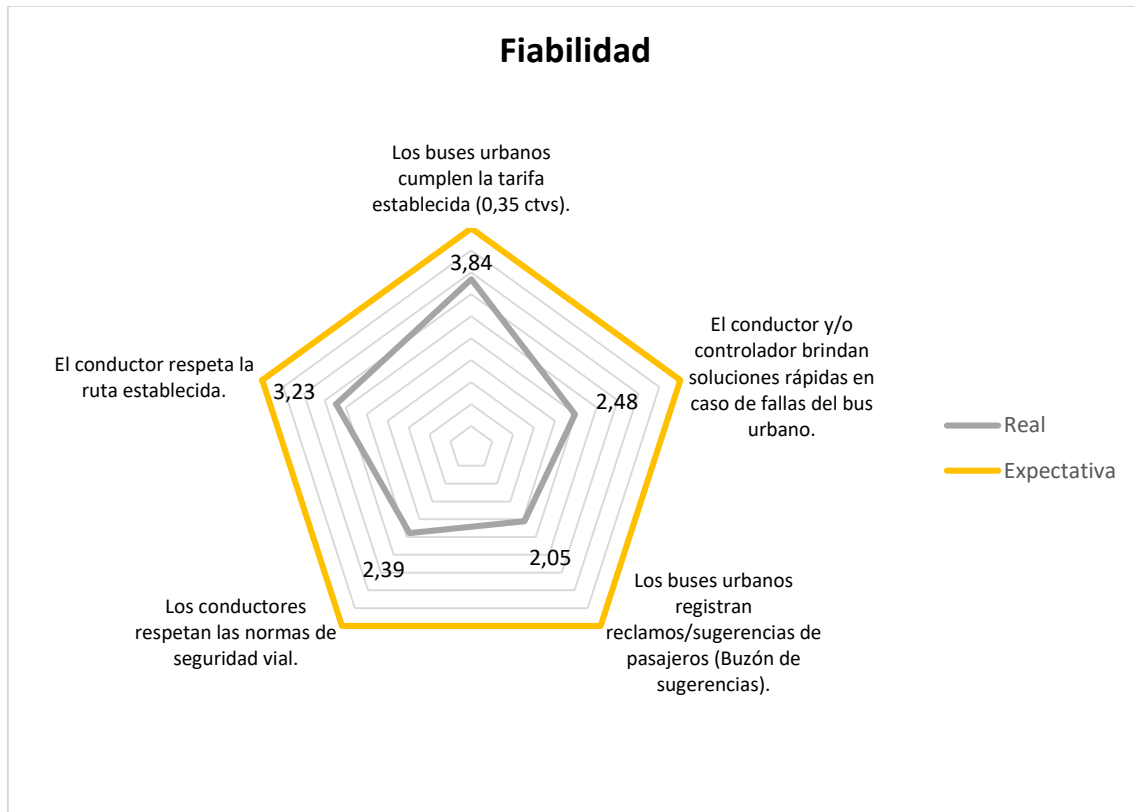 Fiabilidad
Los buses urbanos
cumplen la tarifa
establecida (0,35 ctvs).
3,84
El conductor y/o
controlador brindan
soluciones rápidas en
caso de fallas del bus
urbano.
2,48
Los buses urbanos
registran
reclamos/sugerencias de
pasajeros (Buzón de
sugerencias).
2,05
Los conductores
respetan las normas de
seguridad vial.
2,39
El conductor respeta la
ruta establecida.
3,23
Real
Expectativa